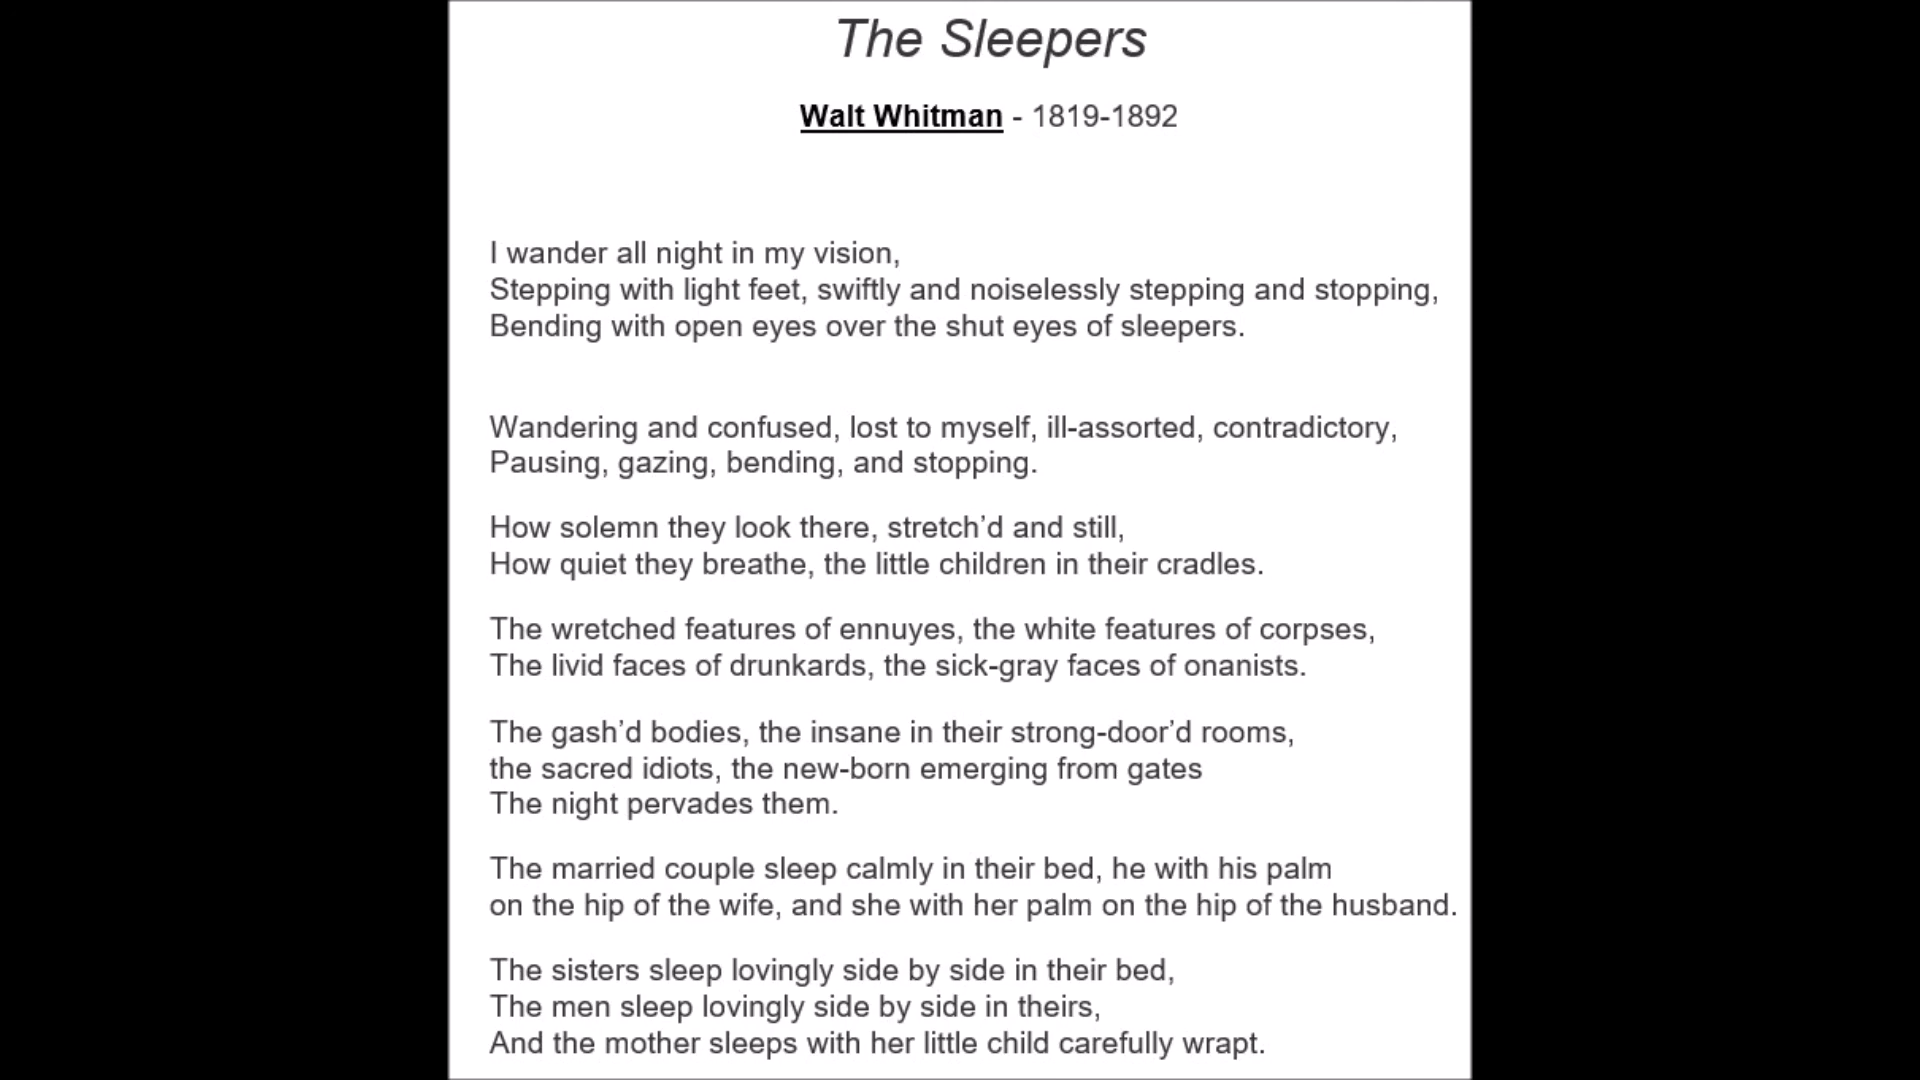 The Sleepers
Walt Whitman - 1819-1892
I wander all night in my vision,
Stepping with light feet, swiftly and noiselessly stepping and stopping,
Bending with open eyes over the shut eyes of sleepers.
Wandering and confused, lost to myself, ill-assorted, contradictory,
Pausing, gazing, bending, and stopping.
How solemn they look there, stretch’d and still,
How quiet they breathe, the little children in their cradles.
The wretched features of ennuyes, the white features of corpses,
The livid faces of drunkards, the sick-gray faces of onanists.
The gash’d bodies, the insane in their strong-door’d rooms,
the sacred idiots, the new-born emerging from gates
The night pervades them.
The married couple sleep calmly in their bed, he with his palm
on the hip of the wife, and she with her palm on the hip of the husband.
The sisters sleep lovingly side by side in their bed,
The men sleep lovingly side by side in theirs,
And the mother sleeps with her little child carefully wrapt.